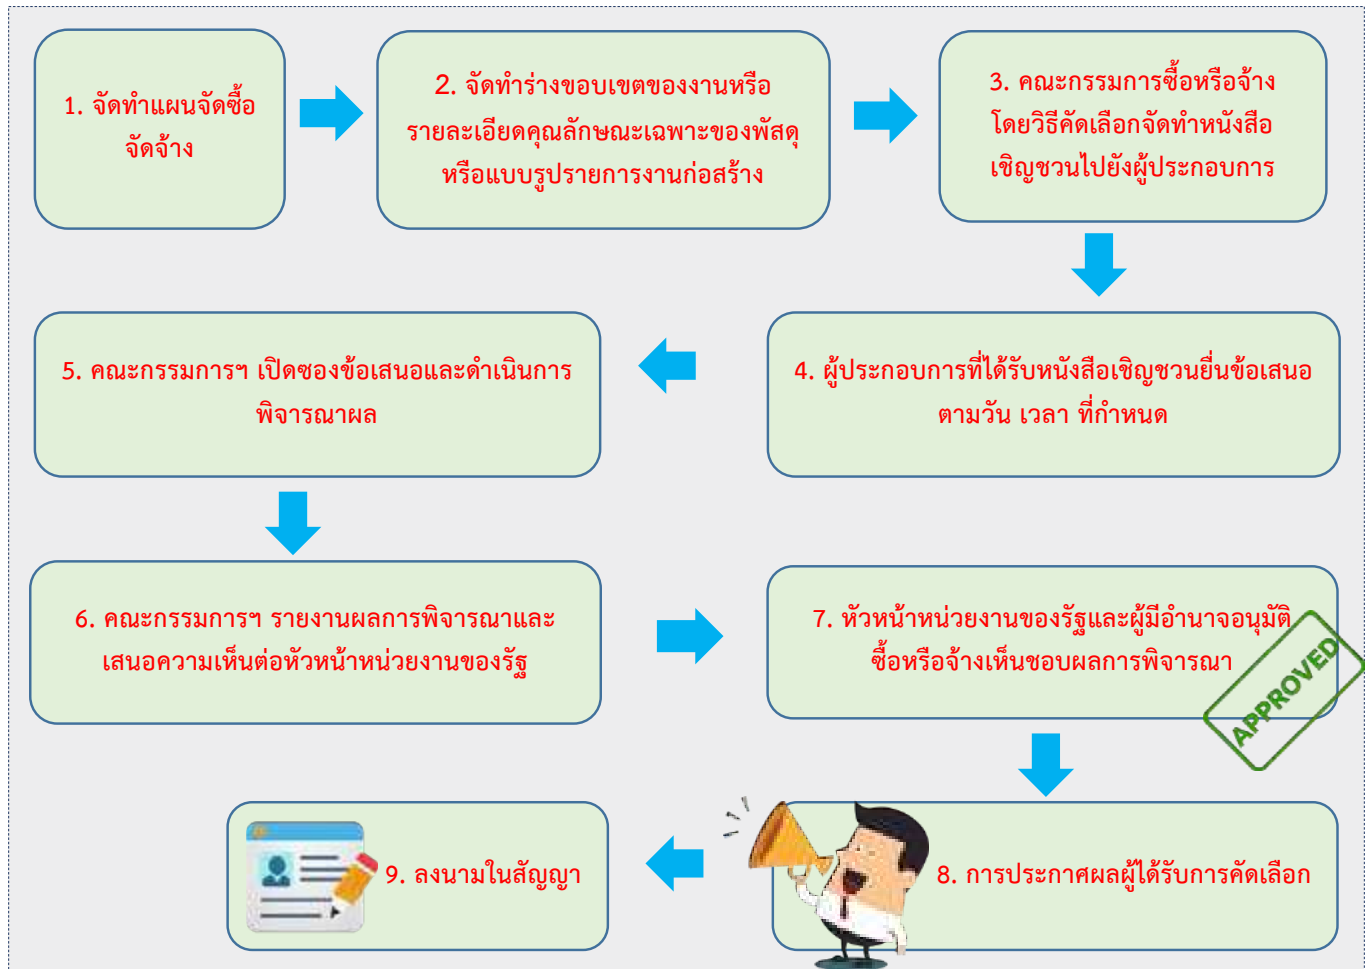 1. จัดทำแผนจัดซื้อ
จัดจ้าง
2. จัดทำร่างขอบเขตของงานหรือ
รายละเอียดคุณลักษณะเฉพาะของพัสดุ
หรือแบบรูปรายการงานก่อสร้าง
3. คณะกรรมการซื้อหรือจ้าง
โดยวิธีคัดเลือกจัดทำหนังสือ
เชิญชวนไปยังผู้ประกอบการ
4. ผู้ประกอบการที่ได้รับหนังสือเชิญชวนยื่นข้อเสนอ
ตามวัน เวลา ที่กำหนด
5. คณะกรรมการฯ เปิดซองข้อเสนอและดำเนินการ
พิจารณาผล
6. คณะกรรมการฯ รายงานผลการพิจารณาและ
เสนอความเห็นต่อหัวหน้าหน่วยงานของรัฐ
7. หัวหน้าหน่วยงานของรัฐและผู้มีอำนาจอนุมัติ
ซื้อหรือจ้างเห็นชอบผลการพิจารณา
APPROVED
8. การประกาศผลผู้ได้รับการคัดเลือก
9. ลงนามในสัญญา